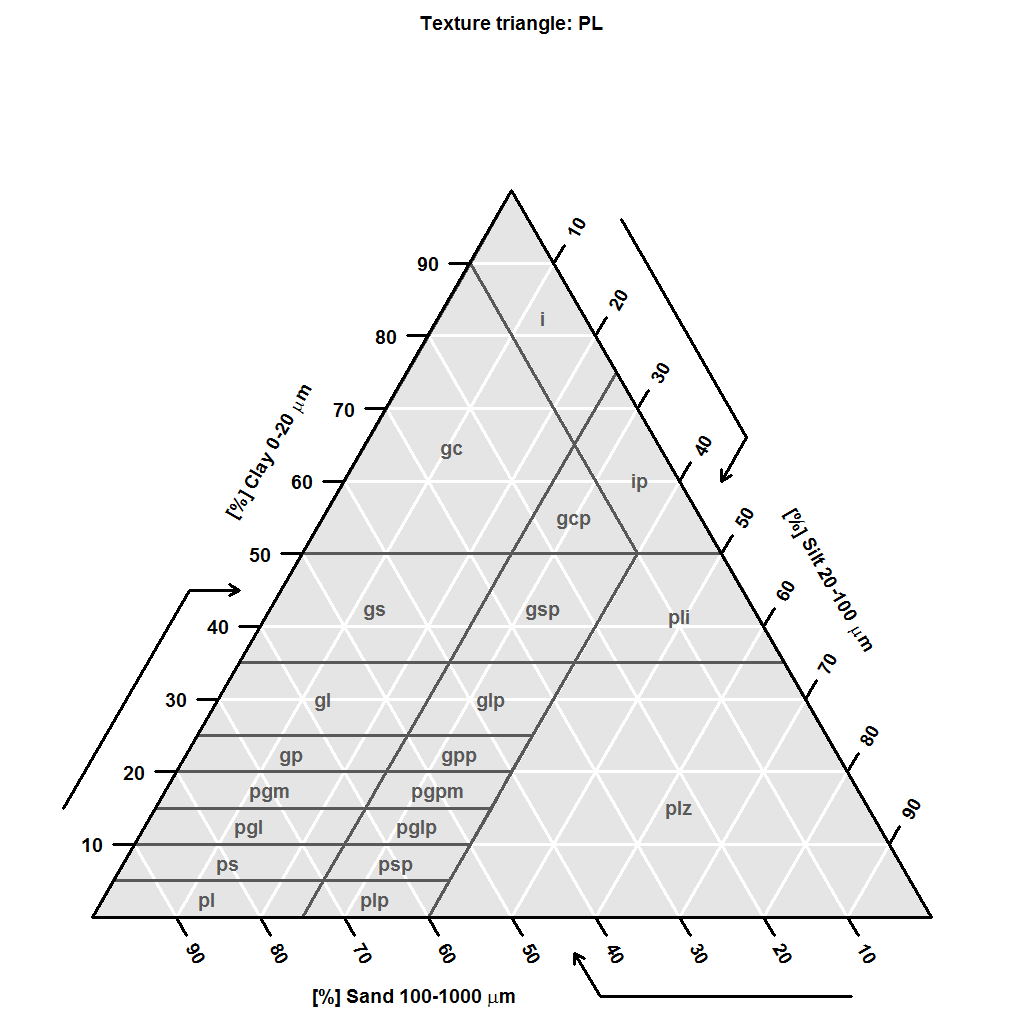 Texture triangle: PL
10
90
i
20
80
30
70
gc
40
60
ip
gcp
50
50
[%] Clay 0-20 μm
[%] Silt 20-100 μm
60
gs
gsp
pli
40
70
30
gl
glp
80
gp
gpp
20
pgm
pgpm
plz
90
pgl
pglp
10
ps
psp
pl
plp
90
80
70
60
50
40
30
20
10
[%] Sand 100-1000 μm